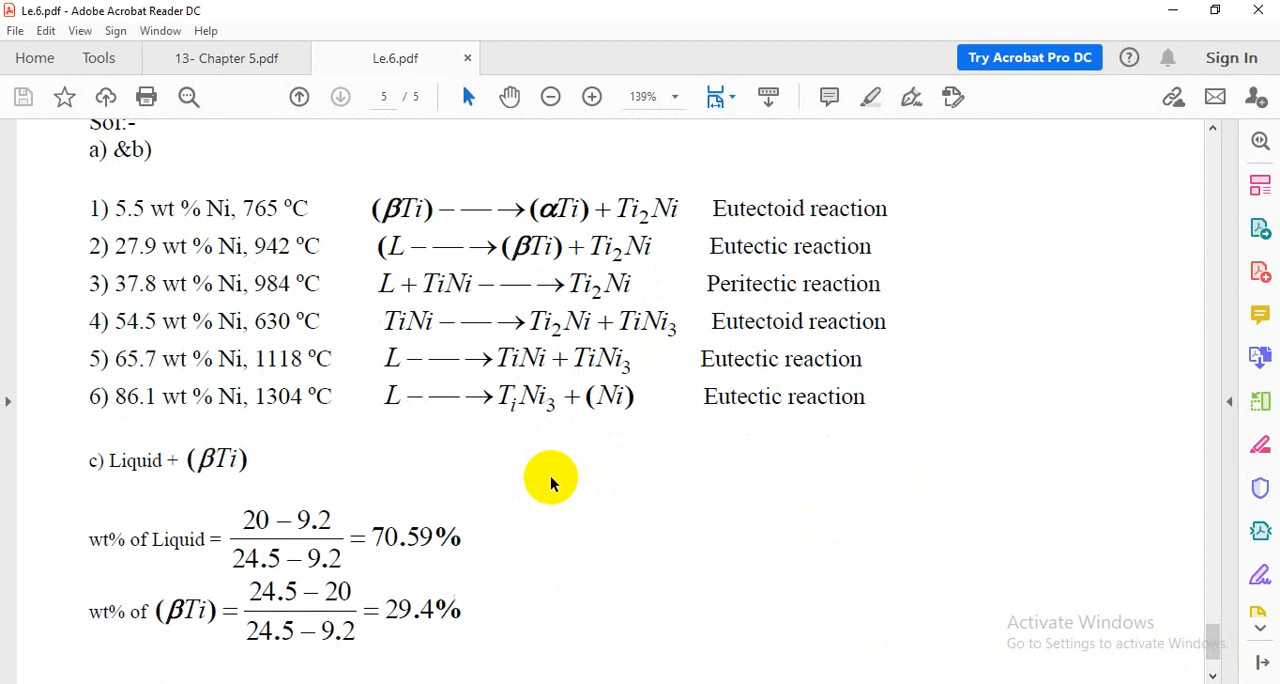 Le.6.pdf - Adobe Acrobat Reader DC
File Edit View Sign Window Help
Home Tools 13- Chapter 5.pdf Le.6.pdf × Try Acrobat Pro DC Sign In
5 / 5 139%
Sol:-
a) &b)
1) 5.5 wt % Ni, 765 ºC (βTi)- —→(αTi)+Ti₂Ni Eutectoid reaction
2) 27.9 wt % Ni, 942 ºC (L- —→(βTi)+Ti₂Ni Eutectic reaction
3) 37.8 wt % Ni, 984 ºC L+TiNi- —→Ti₂Ni Peritectic reaction
4) 54.5 wt % Ni, 630 ºC TiNi- —→Ti₂Ni+TiNi₃ Eutectoid reaction
5) 65.7 wt % Ni, 1118 ºC L- —→TiNi+TiNi₃ Eutectic reaction
6) 86.1 wt % Ni, 1304 ºC L- —→TᵢNi₃+(Ni) Eutectic reaction
c) Liquid + (βTi)
20 – 9.2
wt% of Liquid = = 70.59%
24.5 – 9.2
24.5 – 20
wt% of (βTi) = = 29.4%
24.5 – 9.2
Activate Windows
Go to Settings to activate Windows.